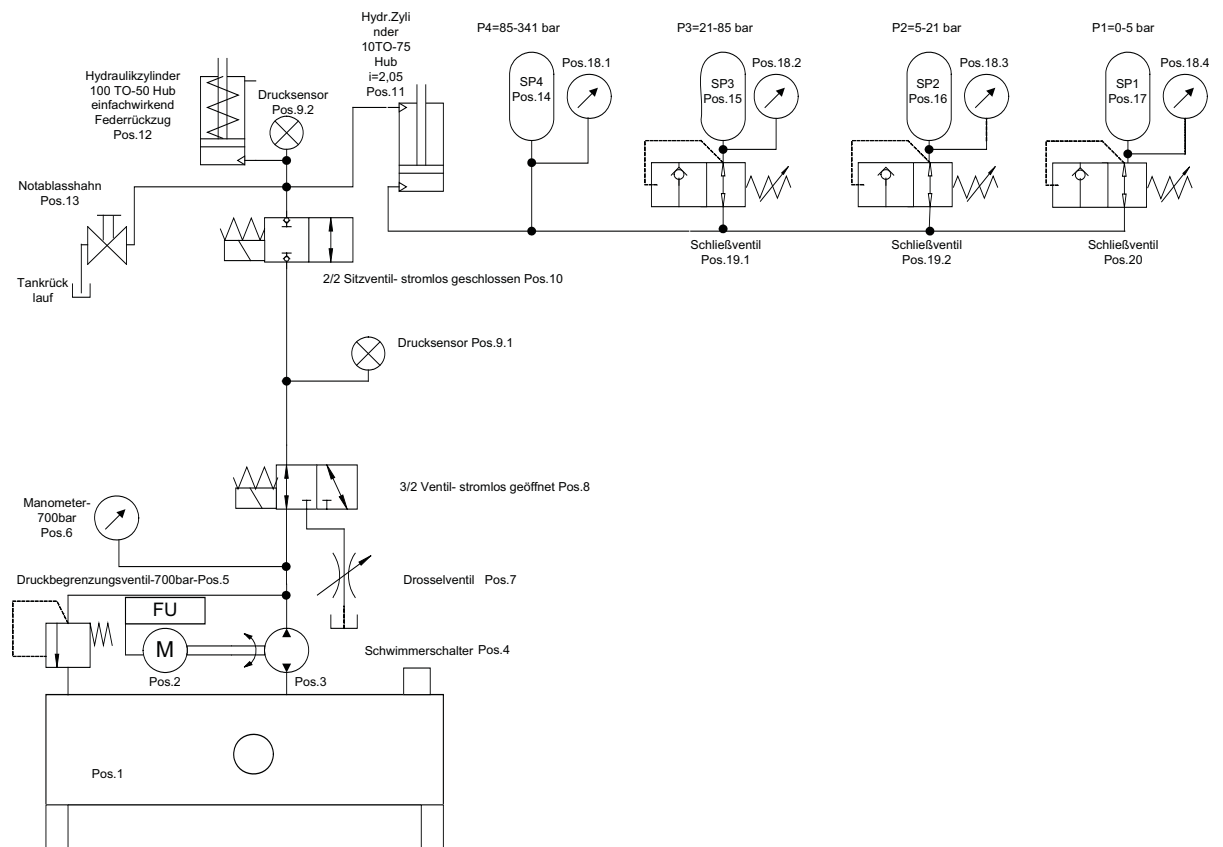 Hydr.Zyli
nder
10TO-75
Hub
i=2,05
Pos.11
P4=85-341 bar
P3=21-85 bar
P2=5-21 bar
P1=0-5 bar
Hydraulikzylinder
100 TO-50 Hub
einfachwirkend
Federrückzug
Pos.12
Drucksensor
Pos.9.2
SP4
Pos.14
Pos.18.1
SP3
Pos.15
Pos.18.2
SP2
Pos.16
Pos.18.3
SP1
Pos.17
Pos.18.4
Notablasshahn
Pos.13
Tankrück
lauf
2/2 Sitzventil- stromlos geschlossen Pos.10
Schließventil
Pos.19.1
Schließventil
Pos.19.2
Schließventil
Pos.20
Drucksensor Pos.9.1
3/2 Ventil- stromlos geöffnet Pos.8
Manometer-
700bar
Pos.6
Druckbegrenzungsventil-700bar-Pos.5
Drosselventil Pos.7
FU
M
Pos.2
Pos.3
Schwimmerschalter Pos.4
Pos.1